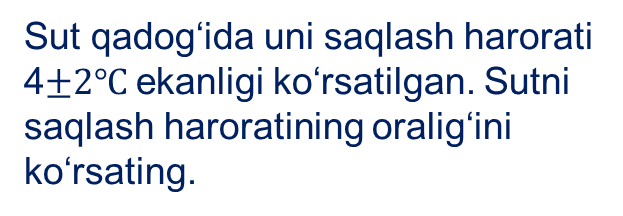 Sut qadog‘ida uni saqlash harorati
4±2°C ekanligi ko‘rsatilgan. Sutni
saqlash haroratining oralig‘ini
ko‘rsating.